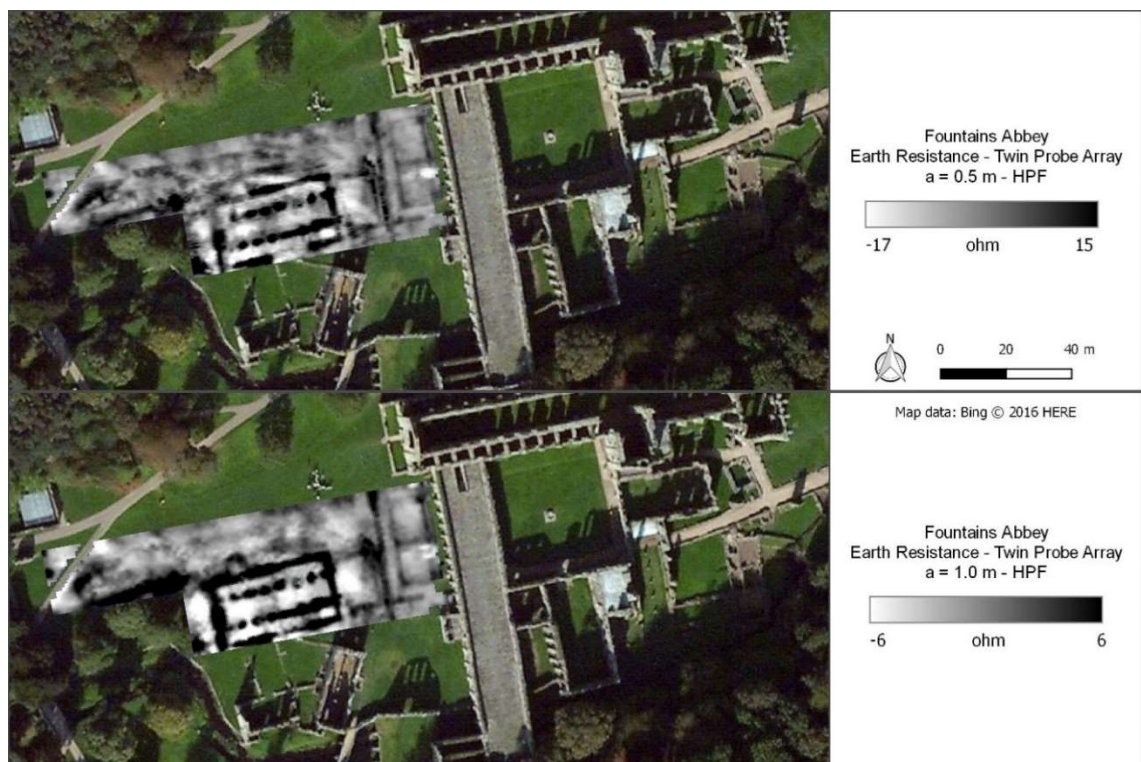 Fountains Abbey
Earth Resistance - Twin Probe Array
a = 0.5 m - HPF
-17 ohm 15
N
0 20 40 m
Map data: Bing © 2016 HERE
Fountains Abbey
Earth Resistance - Twin Probe Array
a = 1.0 m - HPF
-6 ohm 6